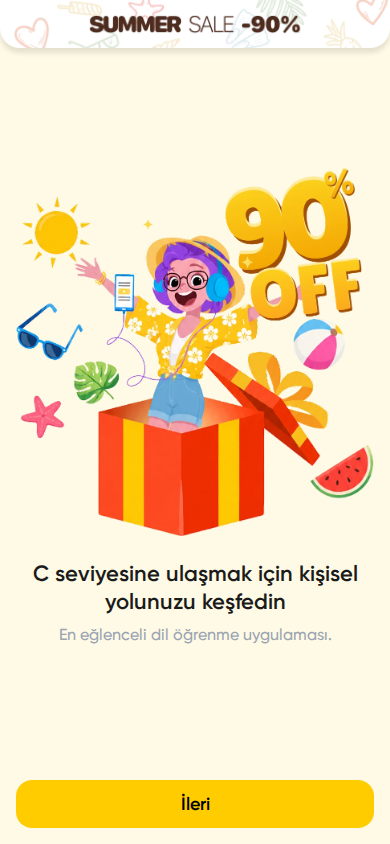 SUMMER SALE -90%
90%
OFF
C seviyesine ulaşmak için kişisel
yolunuzu keşfedin
En eğlenceli dil öğrenme uygulaması.
İleri